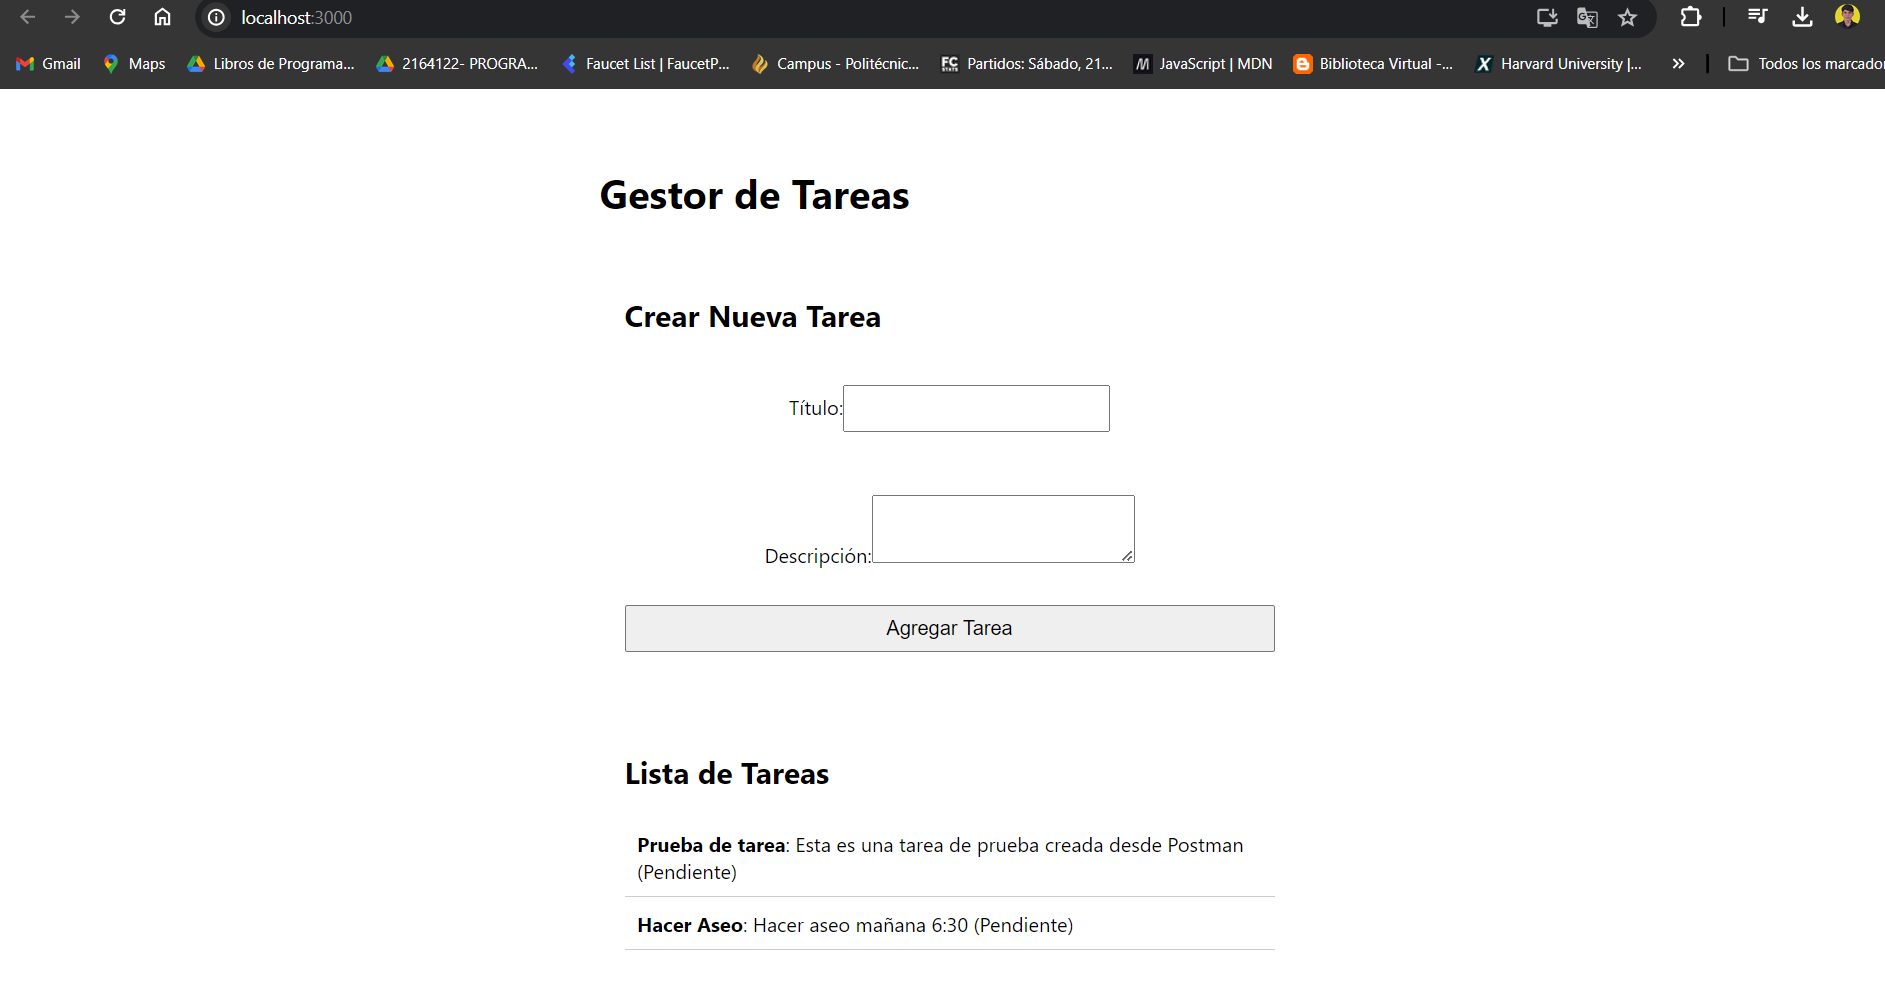 localhost:3000
Gmail Maps Libros de Programa... 2164122- PROGRA... Faucet List | FaucetP... Campus - Politécnic... FC STATS Partidos: Sábado, 21... M JavaScript | MDN Biblioteca Virtual -... X Harvard University |... » Todos los marcador
Gestor de Tareas
Crear Nueva Tarea
Título:
Descripción:
Agregar Tarea
Lista de Tareas
Prueba de tarea: Esta es una tarea de prueba creada desde Postman
(Pendiente)
Hacer Aseo: Hacer aseo mañana 6:30 (Pendiente)